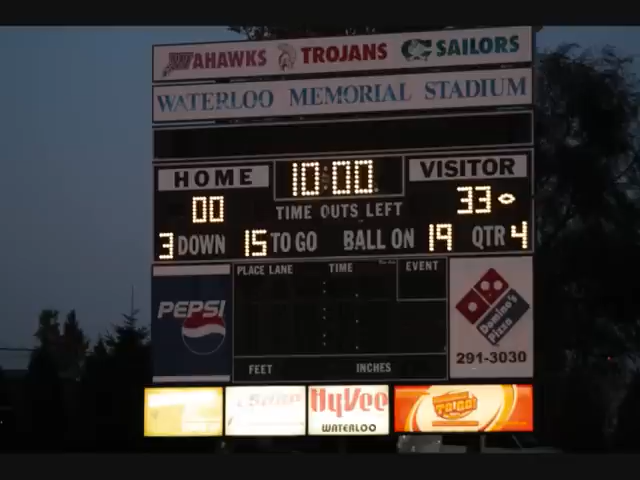 WAHAWKS TROJANS SAILORS
WATERLOO MEMORIAL STADIUM
HOME 10:00 VISITOR
00 TIME OUTS LEFT 33
3 DOWN 15 TO GO BALL ON 19 QTR 4
PLACE LANE TIME EVENT
PEPSI
Domino's Pizza
291-3030
FEET INCHES
HyVee
WATERLOO